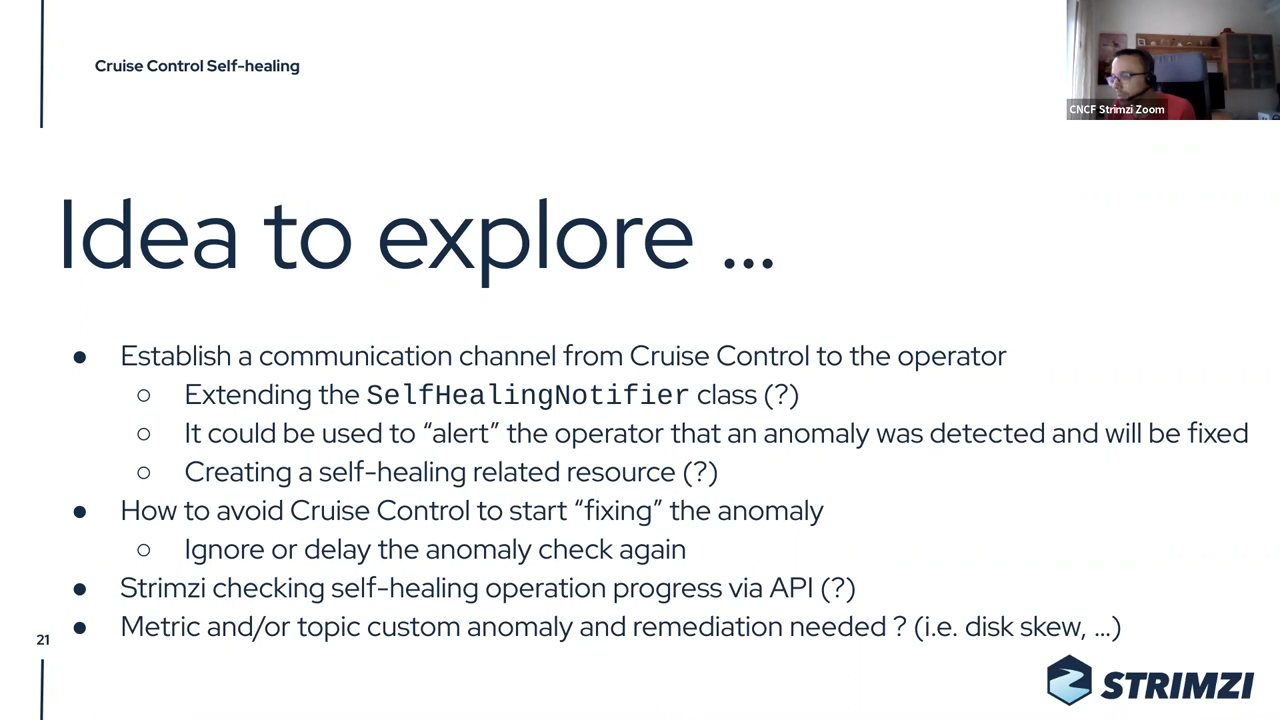 Cruise Control Self-healing
CNCF Strimzi Zoom
Idea to explore ...
● Establish a communication channel from Cruise Control to the operator
○ Extending the SelfHealingNotifier class (?)
○ It could be used to “alert” the operator that an anomaly was detected and will be fixed
○ Creating a self-healing related resource (?)
● How to avoid Cruise Control to start “fixing” the anomaly
○ Ignore or delay the anomaly check again
● Strimzi checking self-healing operation progress via API (?)
● Metric and/or topic custom anomaly and remediation needed ? (i.e. disk skew, ...)
21
STRIMZI